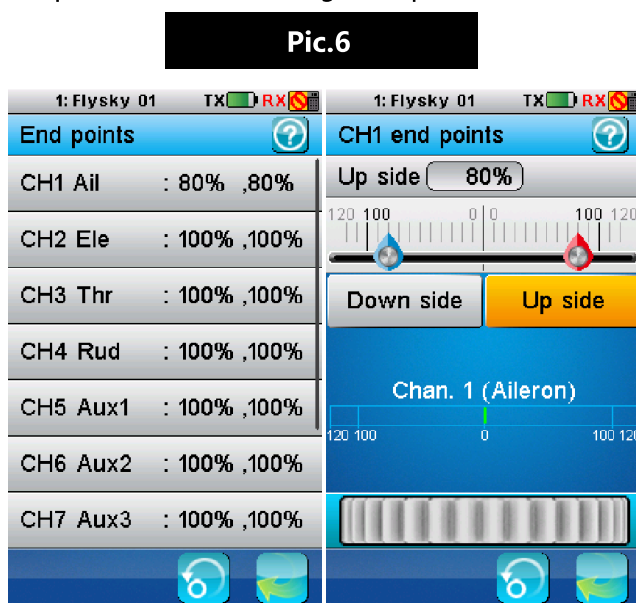 Pic.6
1: Flysky 01 TX RX
End points ?
CH1 Ail : 80% ,80%
CH2 Ele : 100% ,100%
CH3 Thr : 100% ,100%
CH4 Rud : 100% ,100%
CH5 Aux1 : 100% ,100%
CH6 Aux2 : 100% ,100%
CH7 Aux3 : 100% ,100%
1: Flysky 01 TX RX
CH1 end points ?
Up side 80%
120 100 0 0 100 120
Down side Up side
Chan. 1 (Aileron)
120 100 0 100 12